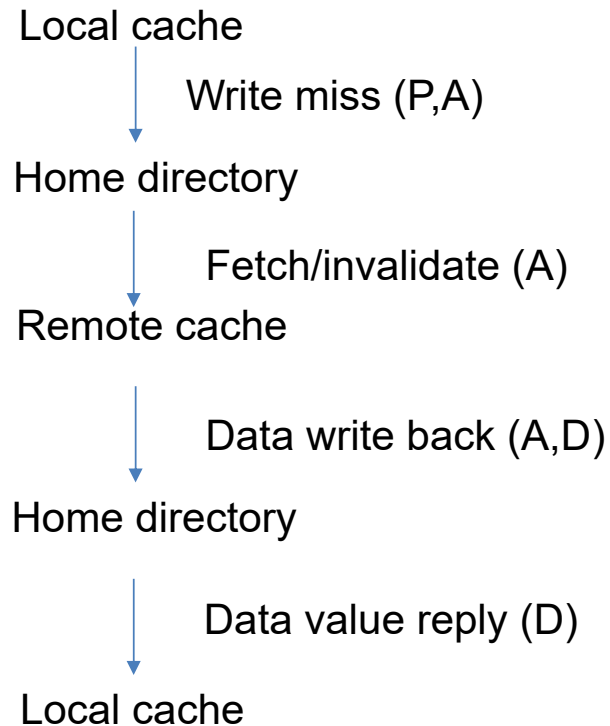 Local cache
Write miss (P,A)
Home directory
Fetch/invalidate (A)
Remote cache
Data write back (A,D)
Home directory
Data value reply (D)
Local cache